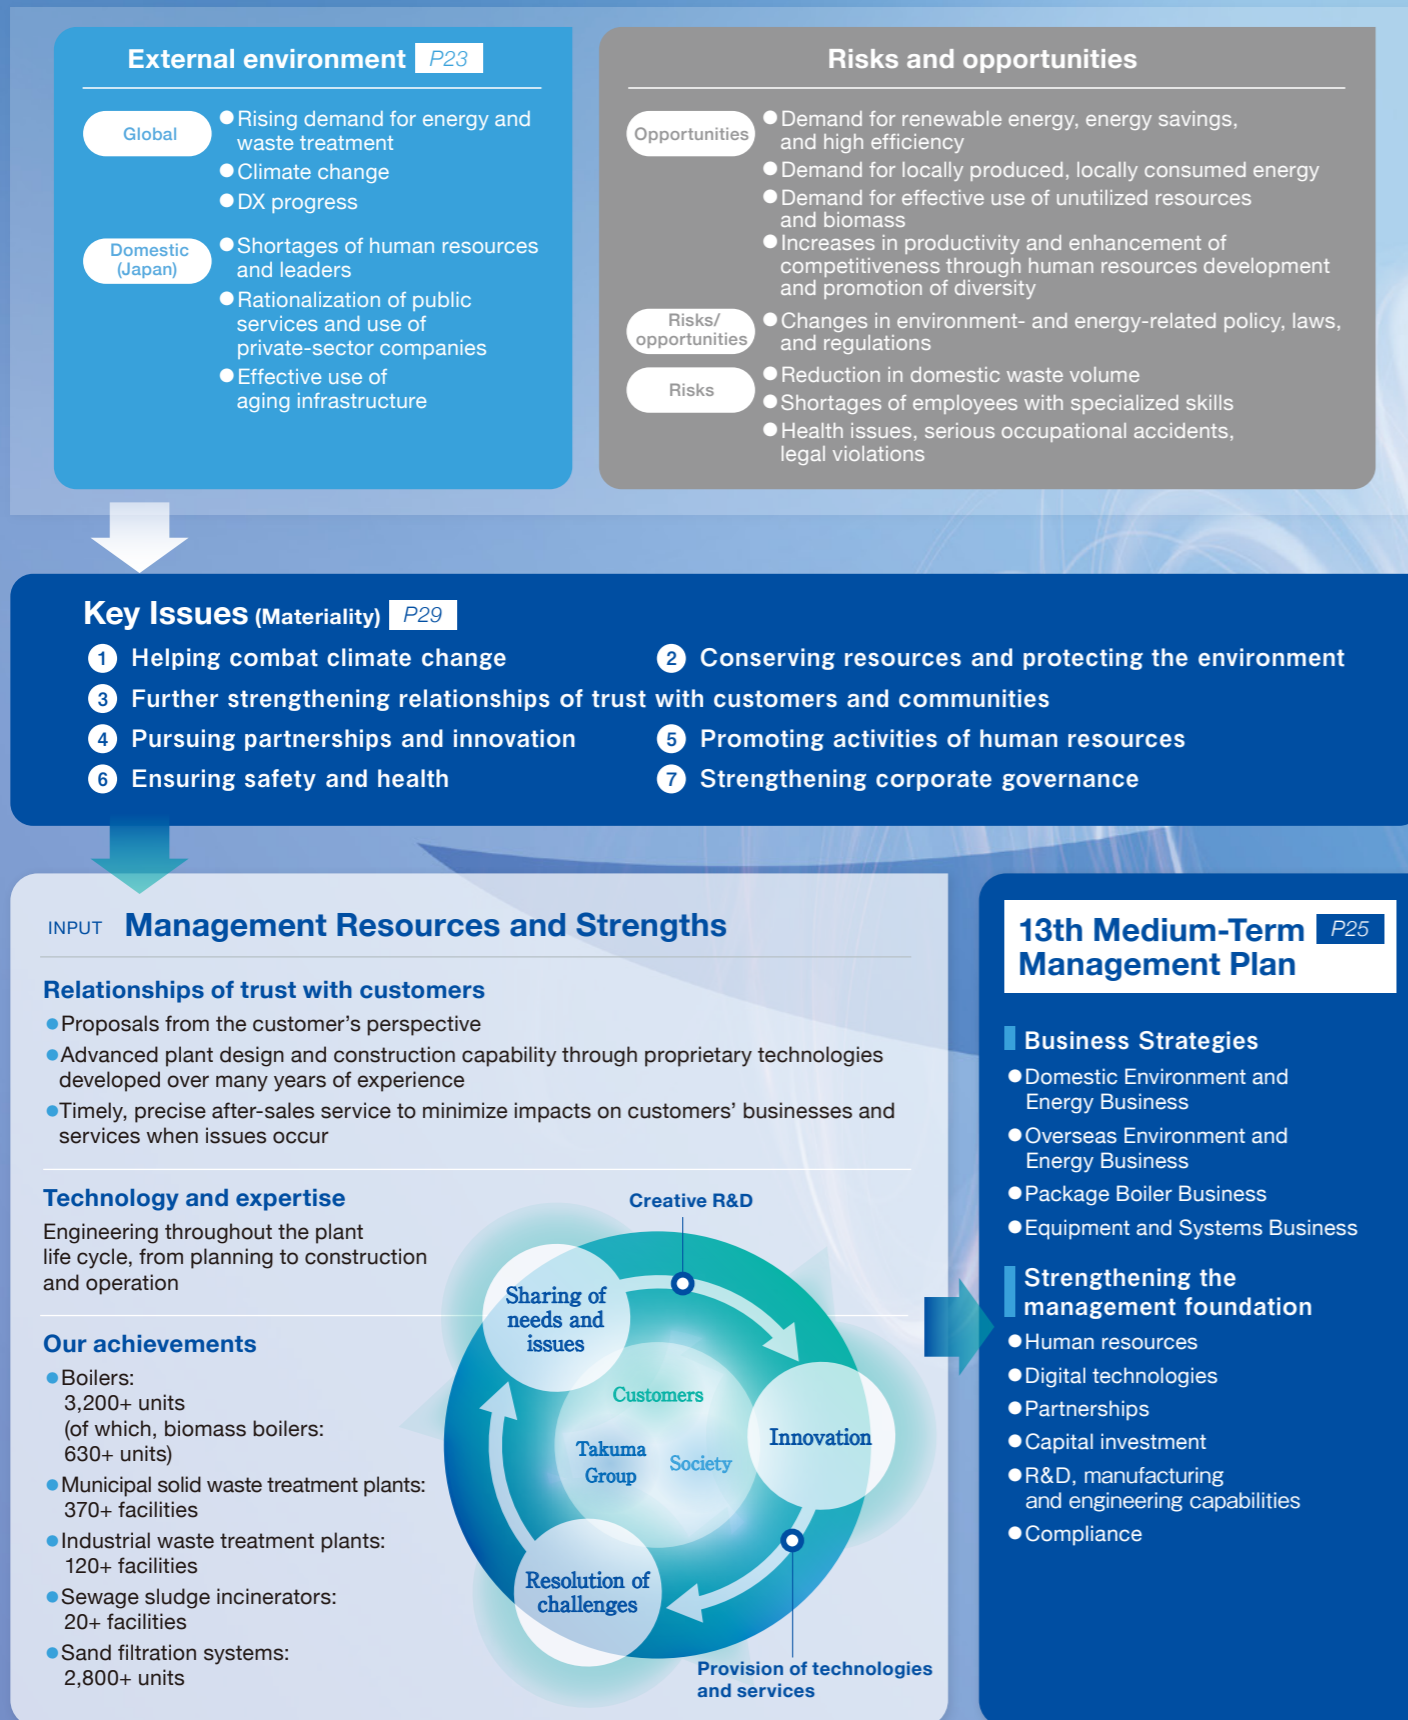 External environment P23
Global
●Rising demand for energy and
waste treatment
●Climate change
●DX progress
Domestic
(Japan)
●Shortages of human resources
and leaders
●Rationalization of public
services and use of
private-sector companies
●Effective use of
aging infrastructure
Risks and opportunities
Opportunities
●Demand for renewable energy, energy savings,
and high efficiency
●Demand for locally produced, locally consumed energy
●Demand for effective use of unutilized resources
and biomass
●Increases in productivity and enhancement of
competitiveness through human resources development
and promotion of diversity
Risks/
opportunities
●Changes in environment- and energy-related policy, laws,
and regulations
Risks
●Reduction in domestic waste volume
●Shortages of employees with specialized skills
●Health issues, serious occupational accidents,
legal violations
Key Issues (Materiality) P29
1 Helping combat climate change
2 Conserving resources and protecting the environment
3 Further strengthening relationships of trust with customers and communities
4 Pursuing partnerships and innovation
5 Promoting activities of human resources
6 Ensuring safety and health
7 Strengthening corporate governance
INPUT Management Resources and Strengths
Relationships of trust with customers
●Proposals from the customer's perspective
●Advanced plant design and construction capability through proprietary technologies
developed over many years of experience
●Timely, precise after-sales service to minimize impacts on customers' businesses and
services when issues occur
Technology and expertise
Engineering throughout the plant
life cycle, from planning to construction
and operation
Our achievements
●Boilers:
3,200+ units
(of which, biomass boilers:
630+ units)
●Municipal solid waste treatment plants:
370+ facilities
●Industrial waste treatment plants:
120+ facilities
●Sewage sludge incinerators:
20+ facilities
●Sand filtration systems:
2,800+ units
Creative R&D
Sharing of
needs and
issues
Customers
Takuma
Group
Society
Innovation
Resolution of
challenges
Provision of technologies
and services
13th Medium-Term P25
Management Plan
Business Strategies
●Domestic Environment and
Energy Business
●Overseas Environment and
Energy Business
●Package Boiler Business
●Equipment and Systems Business
Strengthening the
management foundation
●Human resources
●Digital technologies
●Partnerships
●Capital investment
●R&D, manufacturing
and engineering capabilities
●Compliance